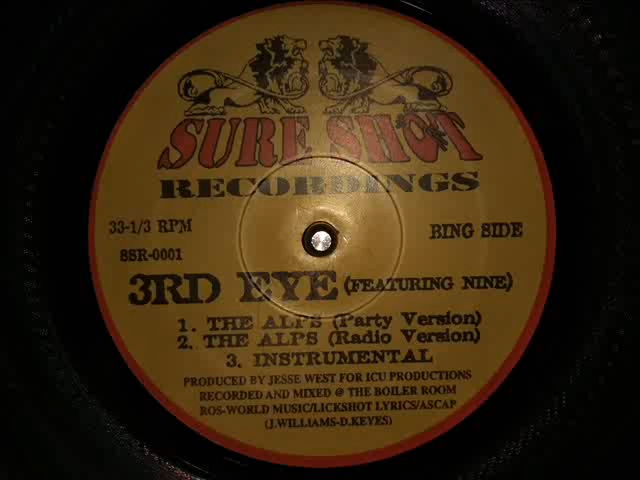 SURE SHOT
RECORDINGS
33-1/3 RPM
RING SIDE
SSR-0001
3RD EYE (FEATURING NINE)
1. THE ALPS (Party Version)
2. THE ALPS (Radio Version)
3. INSTRUMENTAL
PRODUCED BY JESSE WEST FOR ICU PRODUCTIONS
RECORDED AND MIXED @ THE BOILER ROOM
ROS-WORLD MUSIC/LICKSHOT LYRICS/ASCAP
(J.WILLIAMS-D.KEYES)